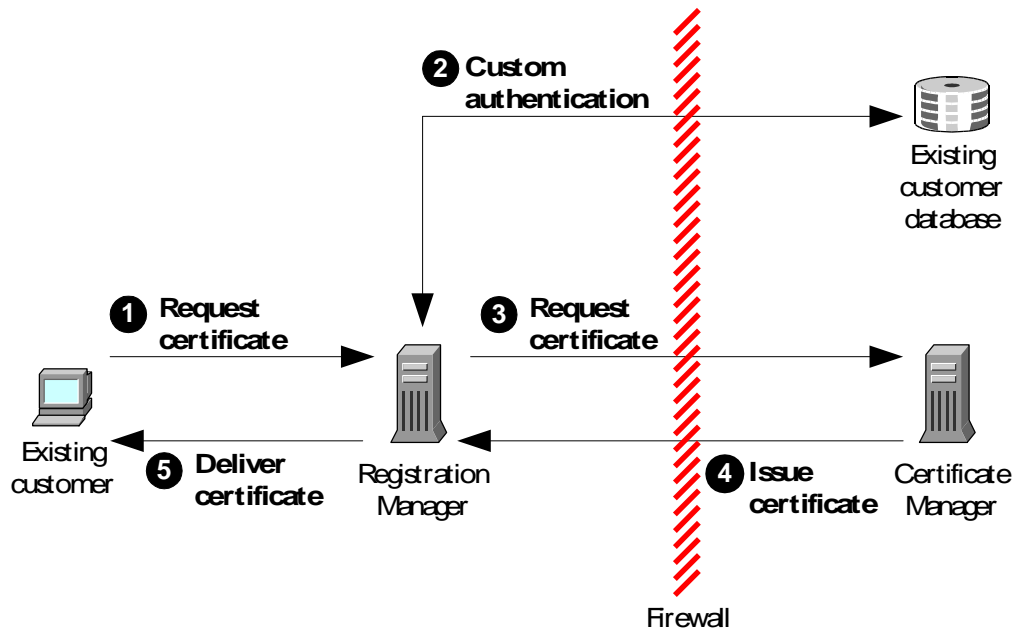 2 Custom
authentication
Existing
customer
database
1 Request
certificate
3 Request
certificate
Existing
customer
5 Deliver
certificate
Registration
Manager
4 Issue
certificate
Certificate
Manager
Firewall